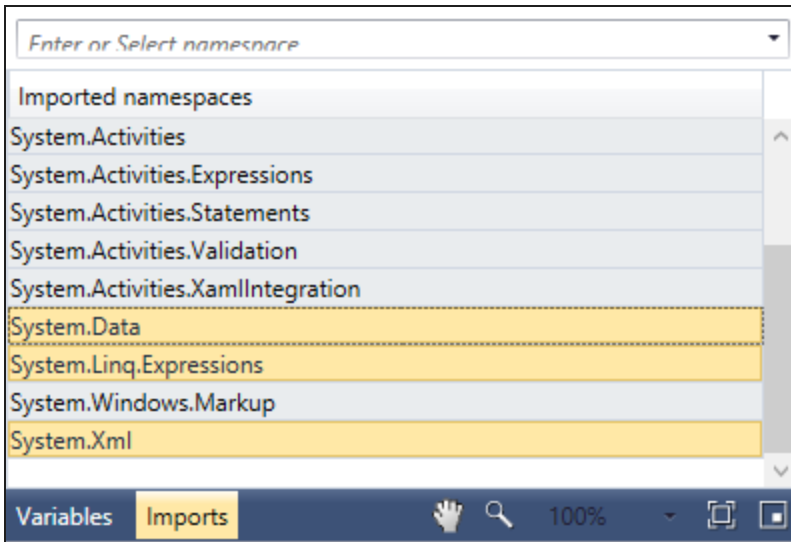 Enter or Select namespace
Imported namespaces
System.Activities
System.Activities.Expressions
System.Activities.Statements
System.Activities.Validation
System.Activities.XamlIntegration
System.Data
System.Linq.Expressions
System.Windows.Markup
System.Xml
Variables Imports 100%